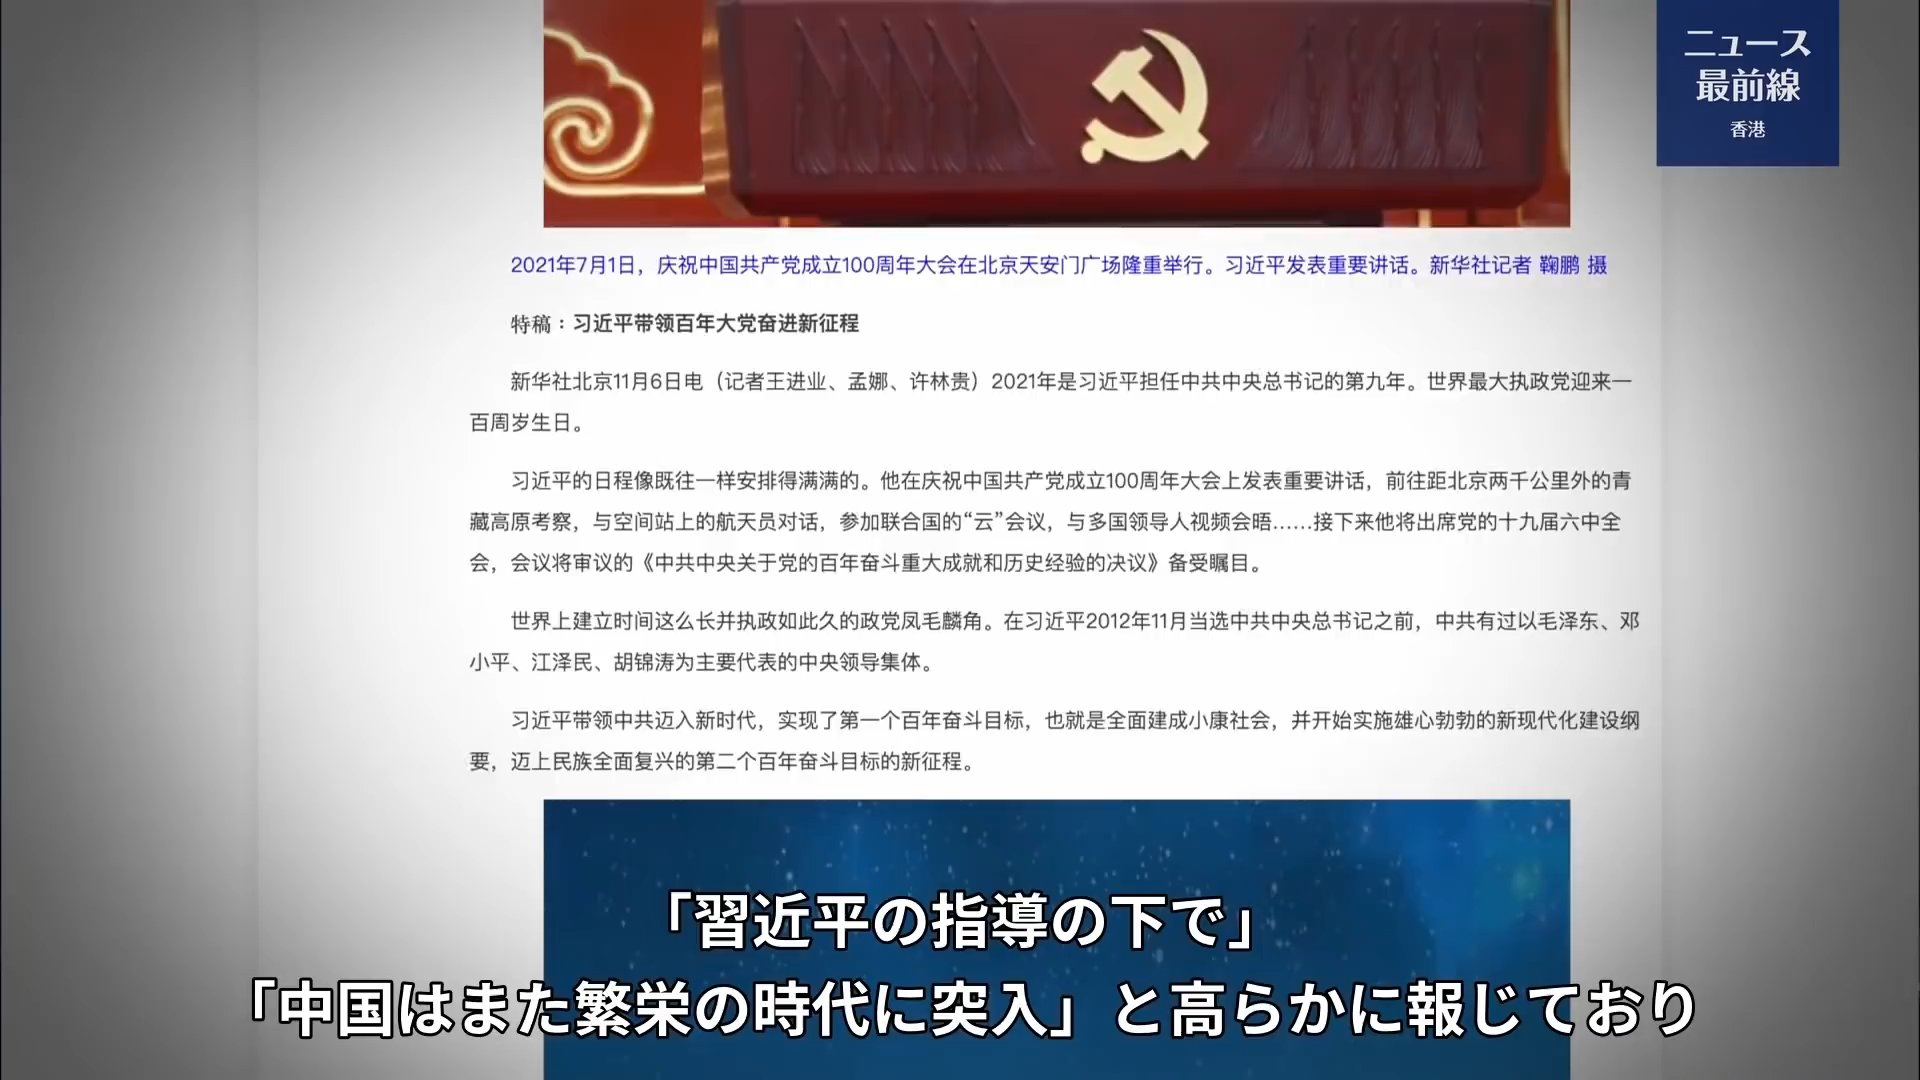 ニュース
最前線
香港
2021年7月1日，庆祝中国共产党成立100周年大会在北京天安门广场隆重举行。习近平发表重要讲话。新华社记者 鞠鹏 摄
特稿：习近平带领百年大党奋进新征程
新华社北京11月6日电（记者王进业、孟娜、许林贵）2021年是习近平担任中共中央总书记的第九年。世界最大执政党迎来一
百周岁生日。
习近平的日程像既往一样安排得满满的。他在庆祝中国共产党成立100周年大会上发表重要讲话，前往距北京两千公里外的青
藏高原考察，与空间站上的航天员对话，参加联合国的“云”会议，与多国领导人视频会晤……接下来他将出席党的十九届六中全
会，会议将审议的《中共中央关于党的百年奋斗重大成就和历史经验的决议》备受瞩目。
世界上建立时间这么长并执政如此久的政党凤毛麟角。在习近平2012年11月当选中共中央总书记之前，中共有过以毛泽东、邓
小平、江泽民、胡锦涛为主要代表的中央领导集体。
习近平带领中共迈入新时代，实现了第一个百年奋斗目标，也就是全面建成小康社会，并开始实施雄心勃勃的新现代化建设纲
要，迈上民族全面复兴的第二个百年奋斗目标的新征程。
「習近平の指導の下で」
「中国はまた繁栄の時代に突入」と高らかに報じており